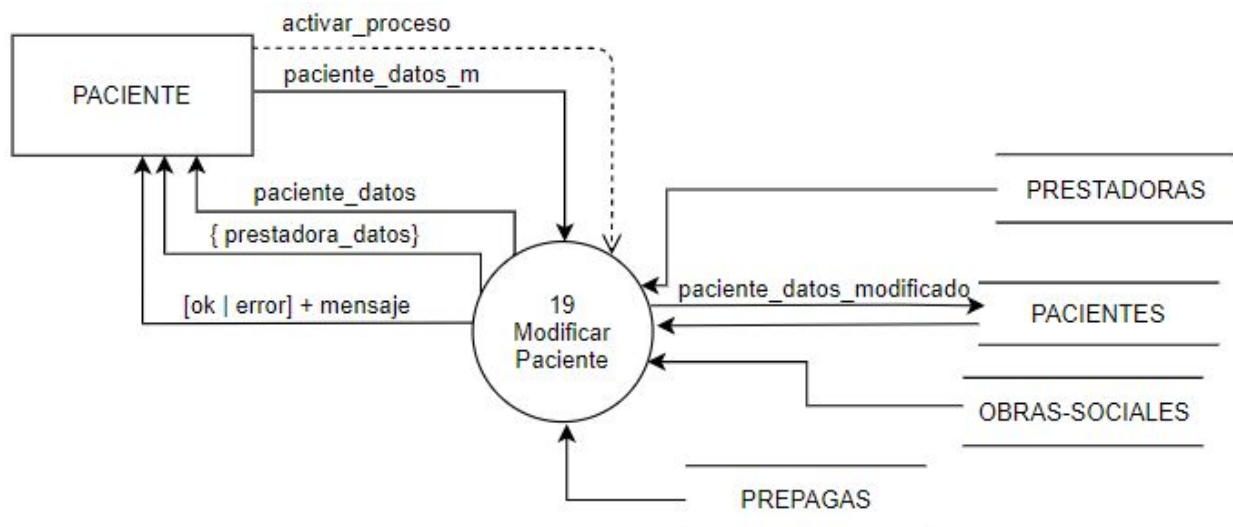 activar_proceso
paciente_datos_m
PACIENTE
paciente_datos
{ prestadora_datos}
[ok | error] + mensaje
19
Modificar
Paciente
PRESTADORAS
paciente_datos_modificado
PACIENTES
OBRAS-SOCIALES
PREPAGAS